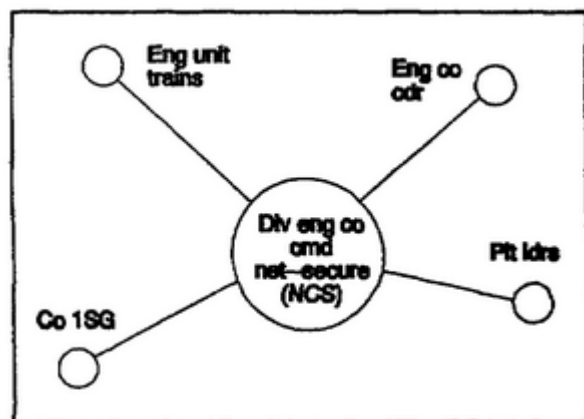 Eng unit
trains
Eng co
cdr
Div eng co
cmd
net-secure
(NCS)
Plt ldrs
Co 1SG